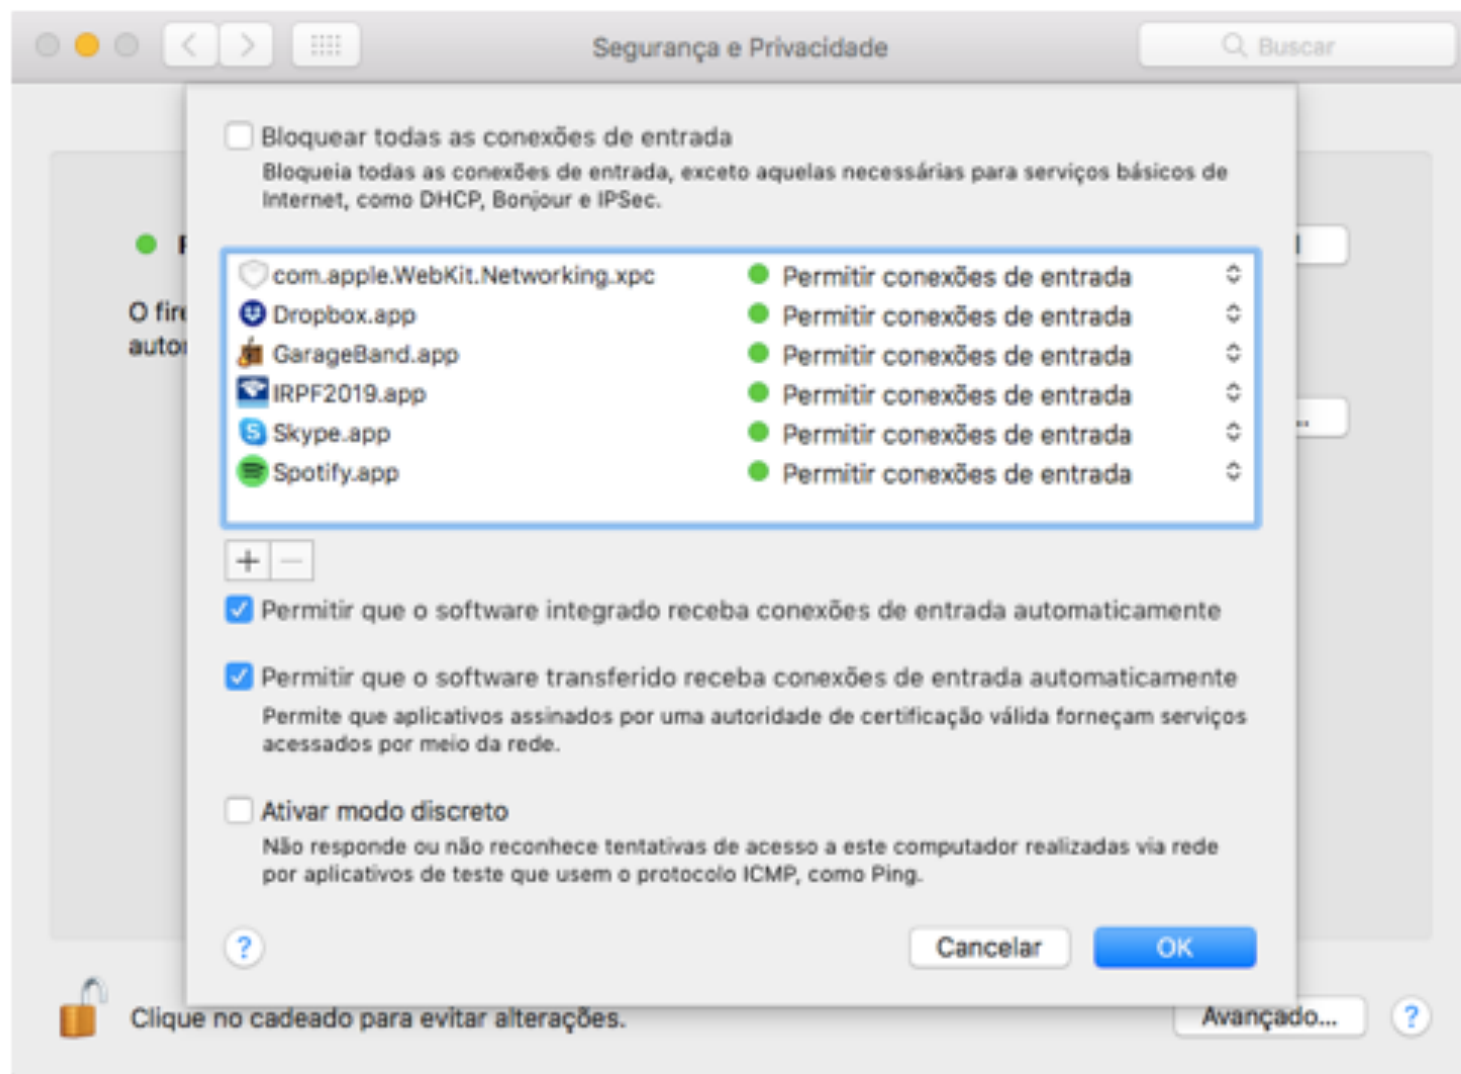 Segurança e Privacidade
Buscar
Bloquear todas as conexões de entrada
Bloqueia todas as conexões de entrada, exceto aquelas necessárias para serviços básicos de
Internet, como DHCP, Bonjour e IPSec.
com.apple.WebKit.Networking.xpc Permitir conexões de entrada
Dropbox.app Permitir conexões de entrada
GarageBand.app Permitir conexões de entrada
IRPF2019.app Permitir conexões de entrada
Skype.app Permitir conexões de entrada
Spotify.app Permitir conexões de entrada
O fire
autor
+ −
Permitir que o software integrado receba conexões de entrada automaticamente
Permitir que o software transferido receba conexões de entrada automaticamente
Permite que aplicativos assinados por uma autoridade de certificação válida forneçam serviços
acessados por meio da rede.
Ativar modo discreto
Não responde ou não reconhece tentativas de acesso a este computador realizadas via rede
por aplicativos de teste que usem o protocolo ICMP, como Ping.
? Cancelar OK
Clique no cadeado para evitar alterações. Avançado... ?